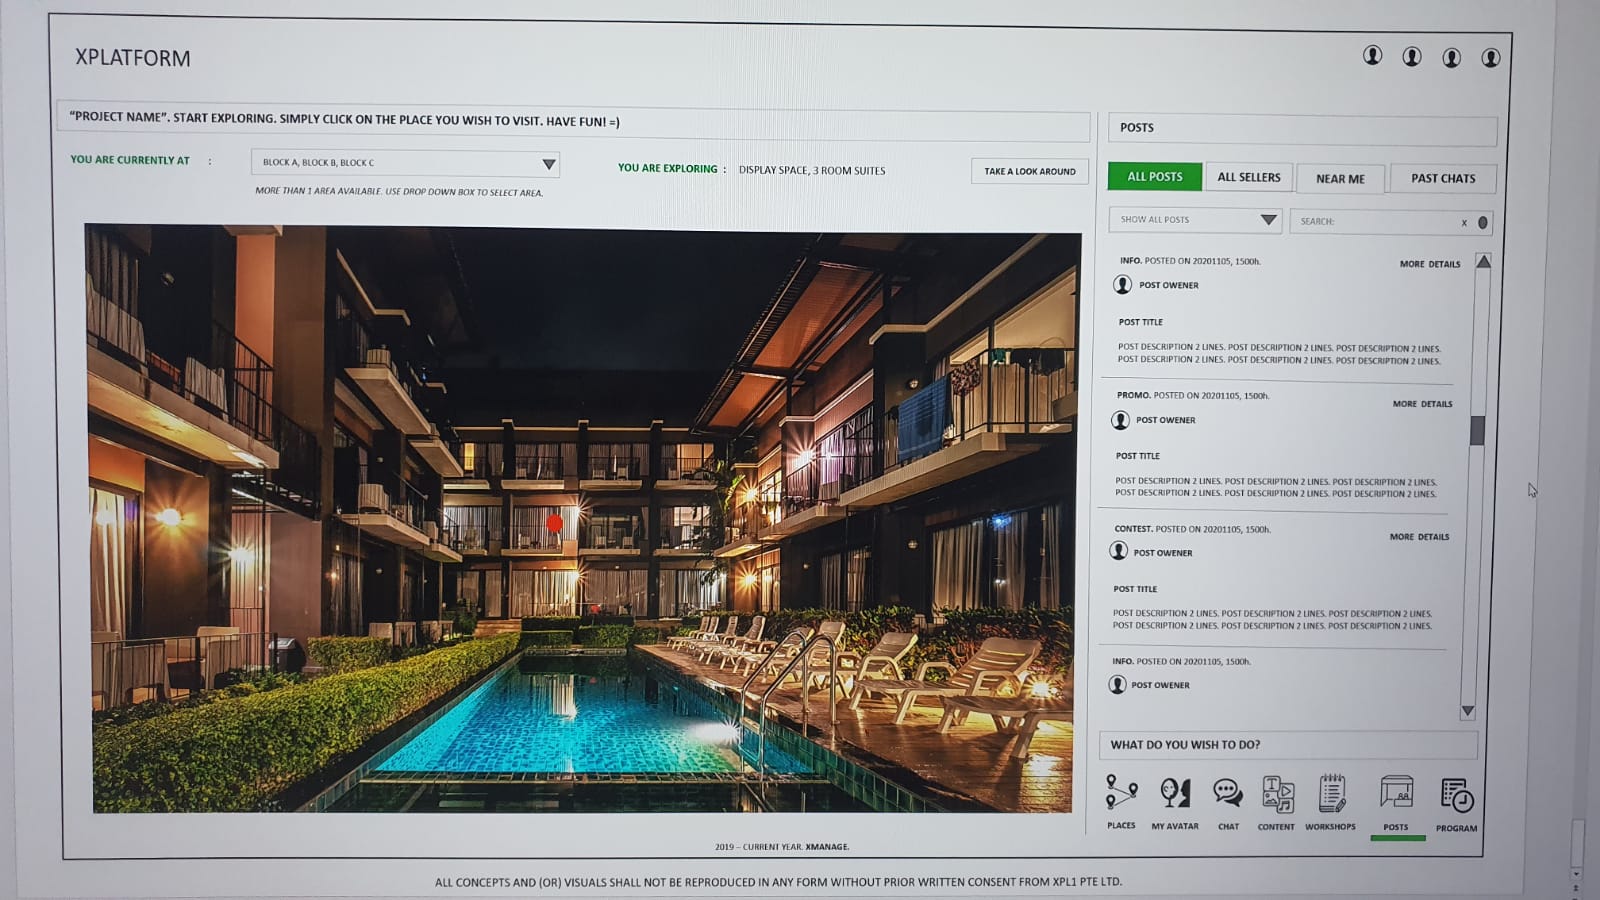 XPLATFORM
“PROJECT NAME”. START EXPLORING. SIMPLY CLICK ON THE PLACE YOU WISH TO VISIT. HAVE FUN! =)
YOU ARE CURRENTLY AT :
BLOCK A, BLOCK B, BLOCK C
MORE THAN 1 AREA AVAILABLE. USE DROP DOWN BOX TO SELECT AREA.
YOU ARE EXPLORING : DISPLAY SPACE, 3 ROOM SUITES
TAKE A LOOK AROUND
POSTS
ALL POSTS
ALL SELLERS
NEAR ME
PAST CHATS
SHOW ALL POSTS
SEARCH: X
INFO. POSTED ON 20201105, 1500h.
MORE DETAILS
POST OWENER
POST TITLE
POST DESCRIPTION 2 LINES. POST DESCRIPTION 2 LINES. POST DESCRIPTION 2 LINES.
POST DESCRIPTION 2 LINES. POST DESCRIPTION 2 LINES. POST DESCRIPTION 2 LINES.
PROMO. POSTED ON 20201105, 1500h.
MORE DETAILS
POST OWENER
POST TITLE
POST DESCRIPTION 2 LINES. POST DESCRIPTION 2 LINES. POST DESCRIPTION 2 LINES.
POST DESCRIPTION 2 LINES. POST DESCRIPTION 2 LINES. POST DESCRIPTION 2 LINES.
CONTEST. POSTED ON 20201105, 1500h.
MORE DETAILS
POST OWENER
POST TITLE
POST DESCRIPTION 2 LINES. POST DESCRIPTION 2 LINES. POST DESCRIPTION 2 LINES.
POST DESCRIPTION 2 LINES. POST DESCRIPTION 2 LINES. POST DESCRIPTION 2 LINES.
INFO. POSTED ON 20201105, 1500h.
POST OWENER
WHAT DO YOU WISH TO DO?
PLACES
MY AVATAR
CHAT
CONTENT
WORKSHOPS
POSTS
PROGRAM
2019 – CURRENT YEAR. XMANAGE.
ALL CONCEPTS AND (OR) VISUALS SHALL NOT BE REPRODUCED IN ANY FORM WITHOUT PRIOR WRITTEN CONSENT FROM XPL1 PTE LTD.